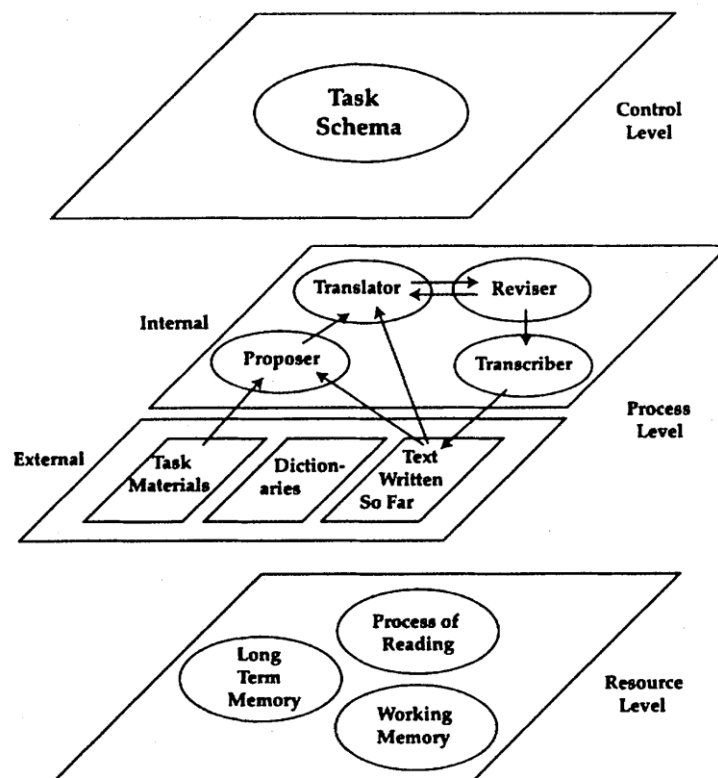 Task
Schema
Control
Level
Translator
Reviser
Internal
Proposer
Transcriber
Process
Level
External
Task
Materials
Diction-
aries
Text
Written
So Far
Process of
Reading
Long
Term
Memory
Resource
Level
Working
Memory